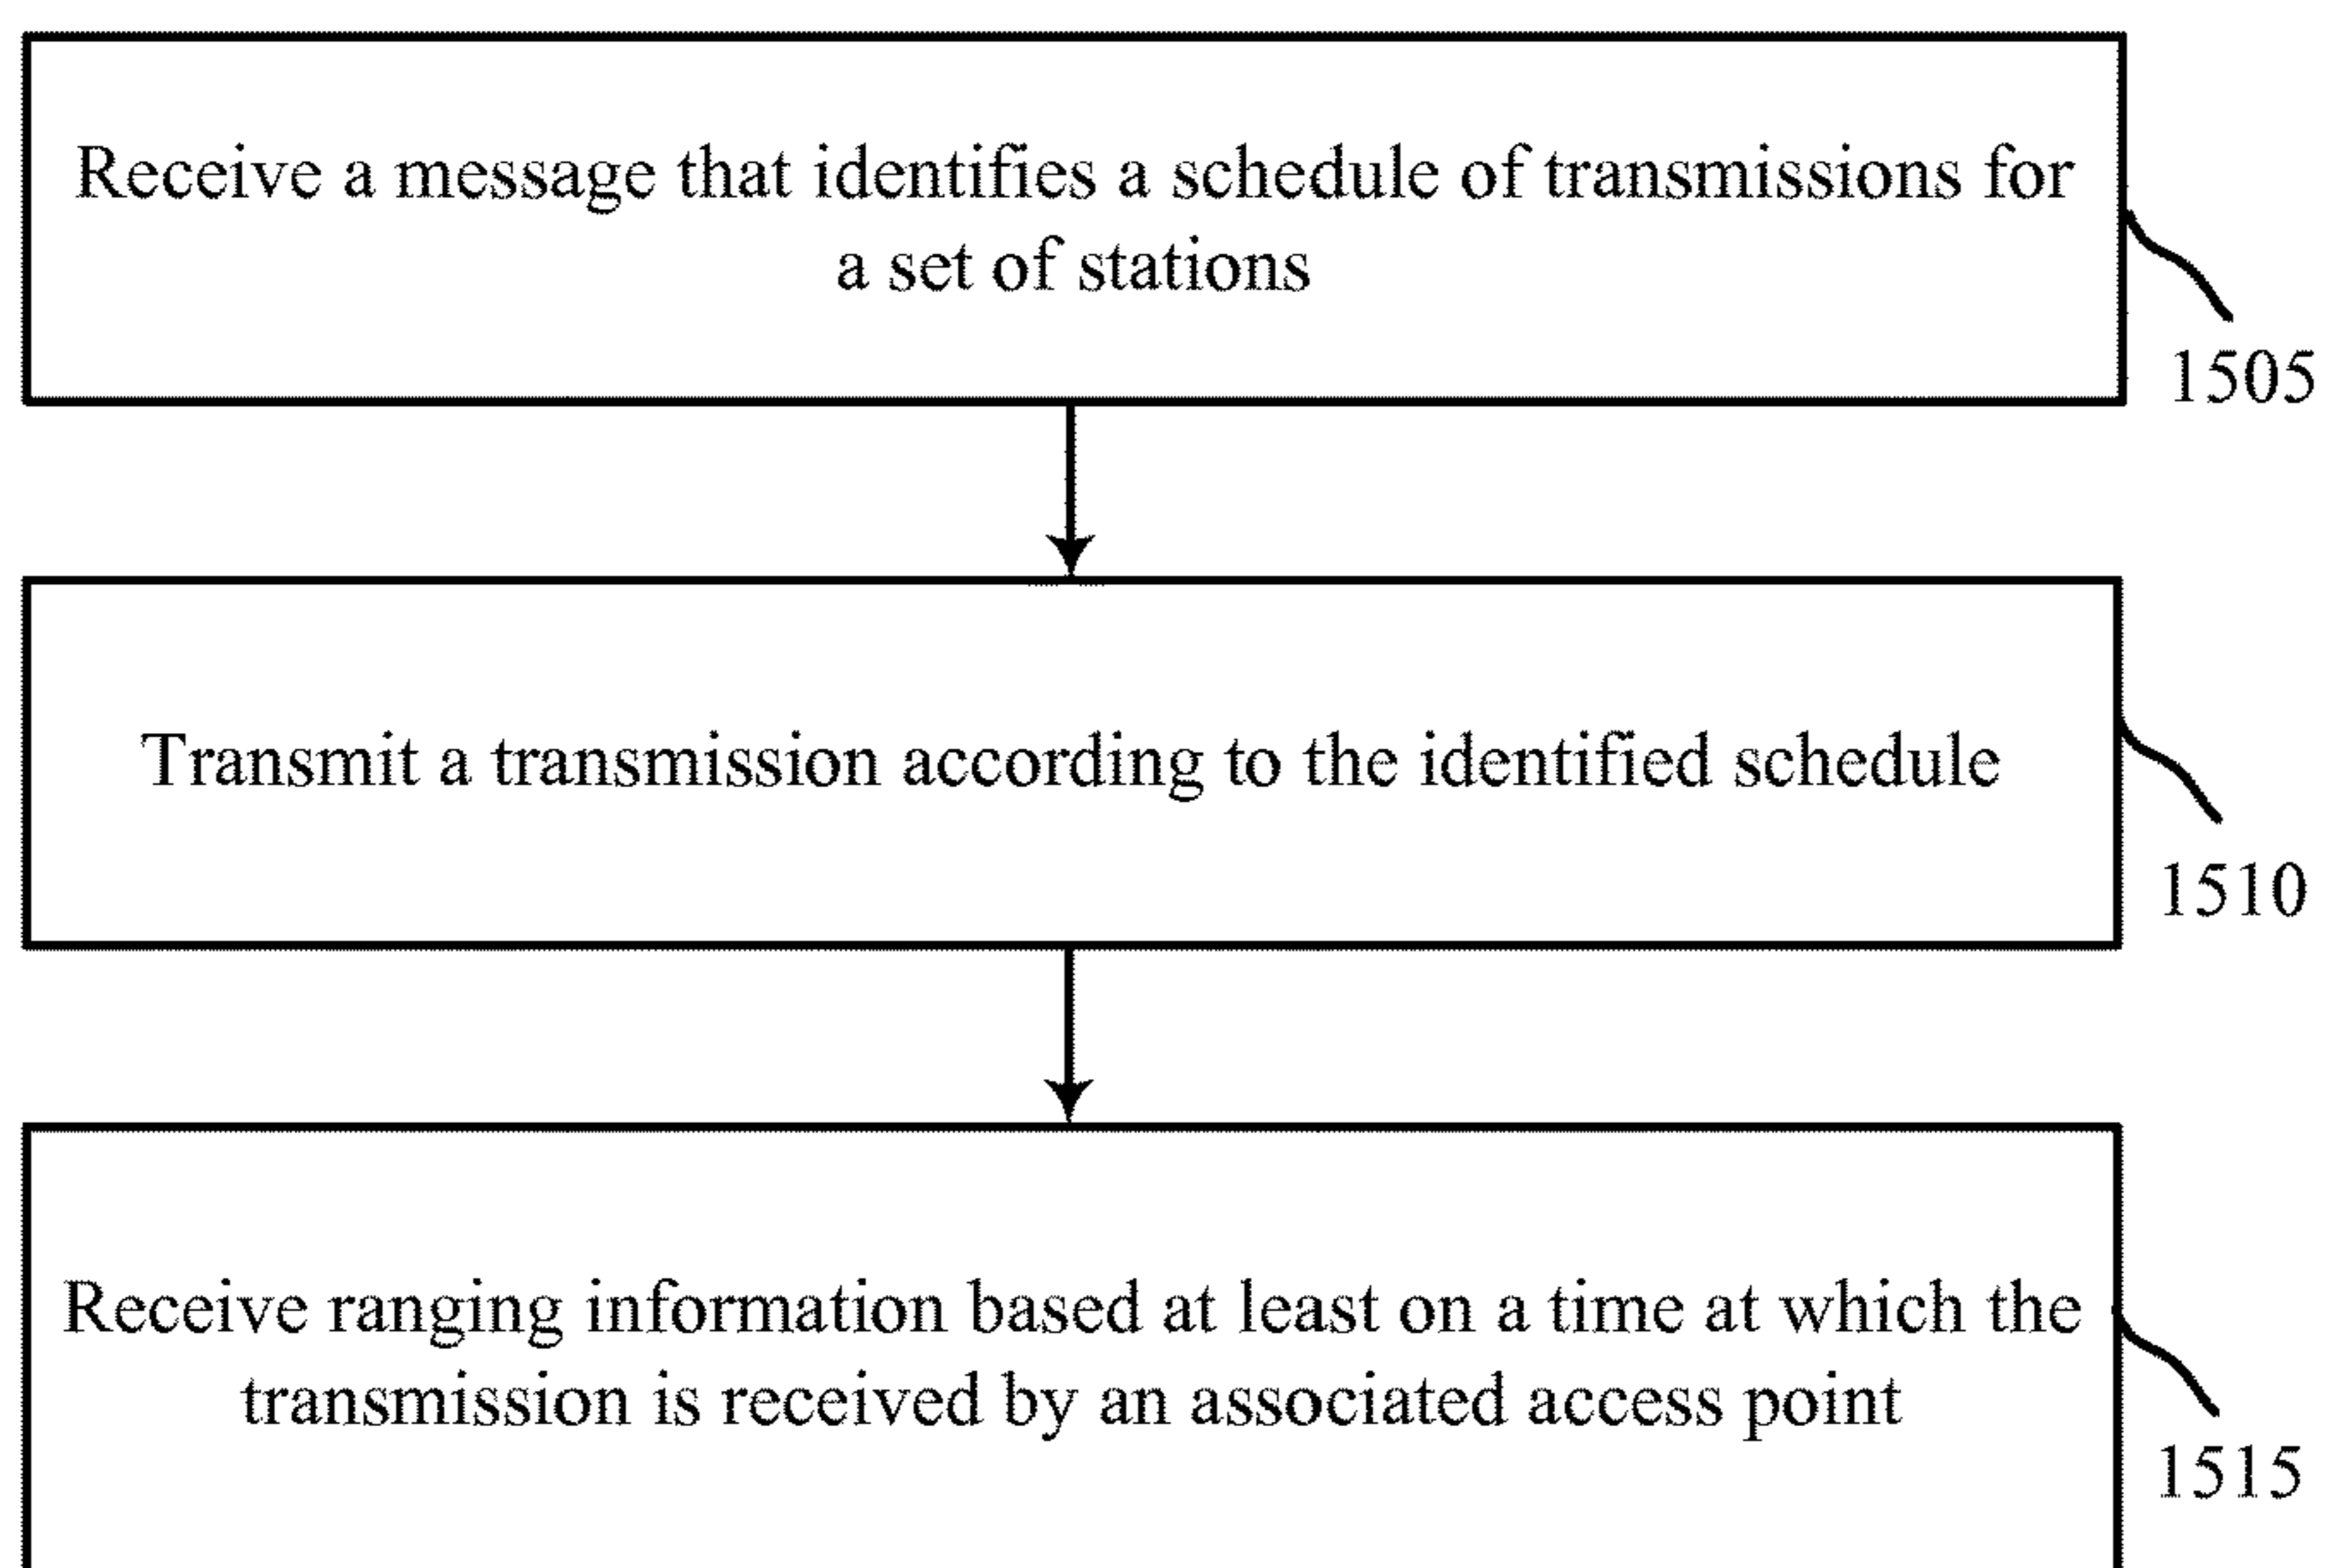 Receive a message that identifies a schedule of transmissions for
a set of stations
1505
Transmit a transmission according to the identified schedule
1510
Receive ranging information based at least on a time at which the
transmission is received by an associated access point
1515